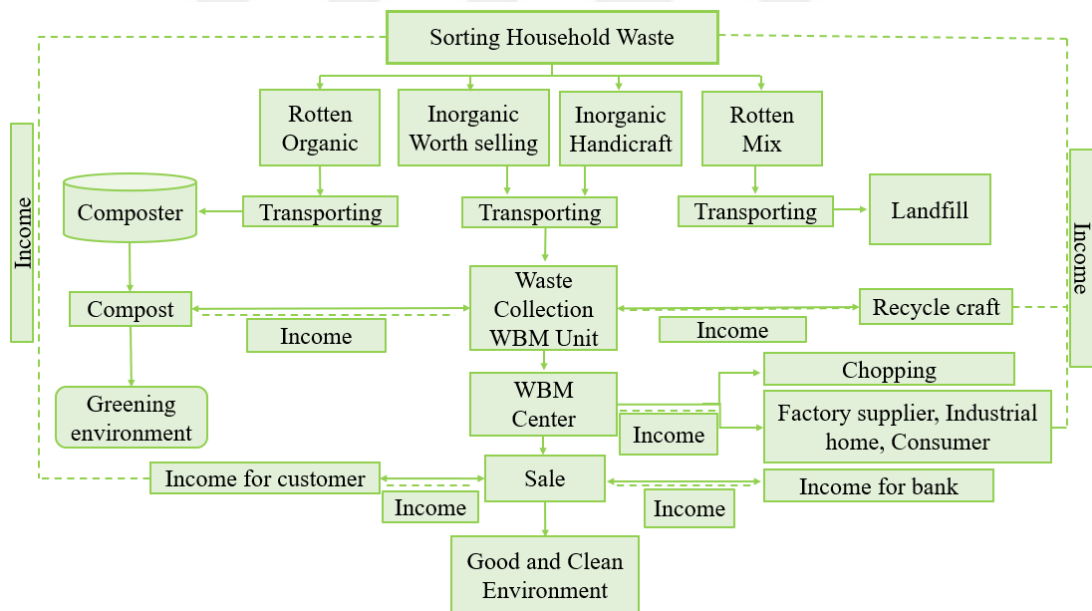 Sorting Household Waste
Rotten
Organic
Inorganic
Worth selling
Inorganic
Handicraft
Rotten
Mix
Income
Composter
Transporting
Transporting
Transporting
Landfill
Income
Compost
Waste
Collection
WBM Unit
Recycle craft
Income
Income
Greening
environment
WBM
Center
Chopping
Factory supplier, Industrial
home, Consumer
Income
Income for customer
Sale
Income for bank
Income
Income
Good and Clean
Environment